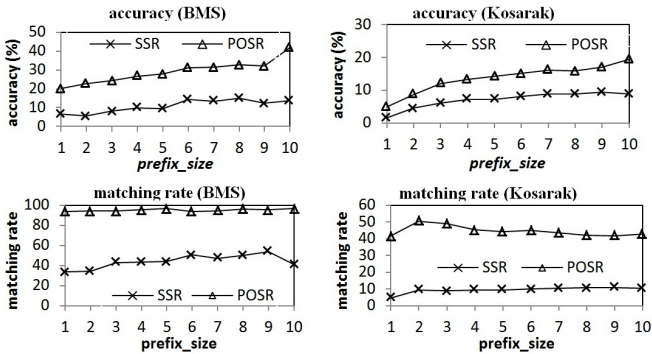 accuracy (BMS)
accuracy (%)
50
40
30
20
10
0
SSR POSR
1 2 3 4 5 6 7 8 9 10
prefix_size
accuracy (Kosarak)
accuracy (%)
30
20
10
0
SSR POSR
1 2 3 4 5 6 7 8 9 10
prefix_size
matching rate (BMS)
matching rate
100
80
60
40
20
0
SSR POSR
1 2 3 4 5 6 7 8 9 10
prefix_size
matching rate (Kosarak)
matching rate
60
50
40
30
20
10
0
SSR POSR
1 2 3 4 5 6 7 8 9 10
prefix_size